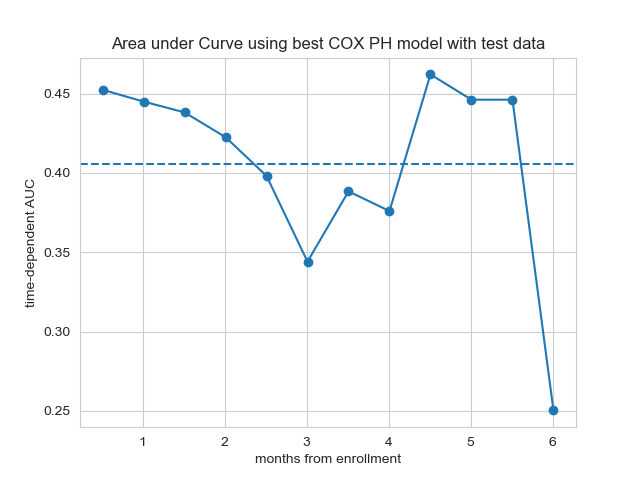 Area under Curve using best COX PH model with test data
time-dependent AUC
0.45
0.40
0.35
0.30
0.25
1 2 3 4 5 6
months from enrollment